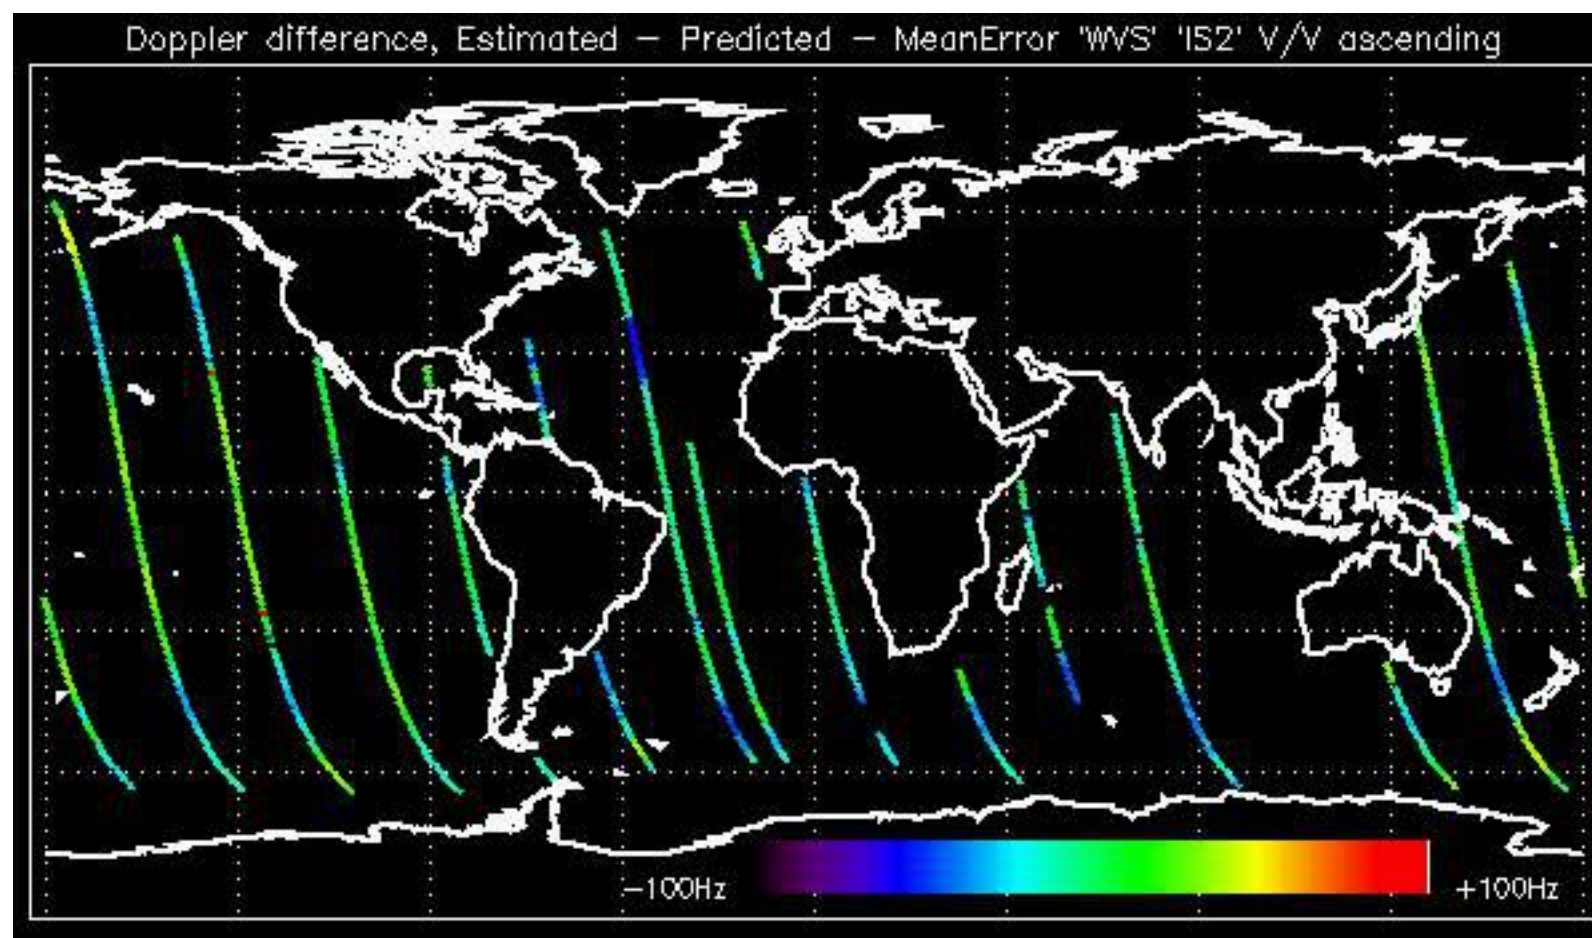 Doppler difference, Estimated – Predicted – MeanError 'WVS' 'IS2' V/V ascending
–100Hz
+100Hz